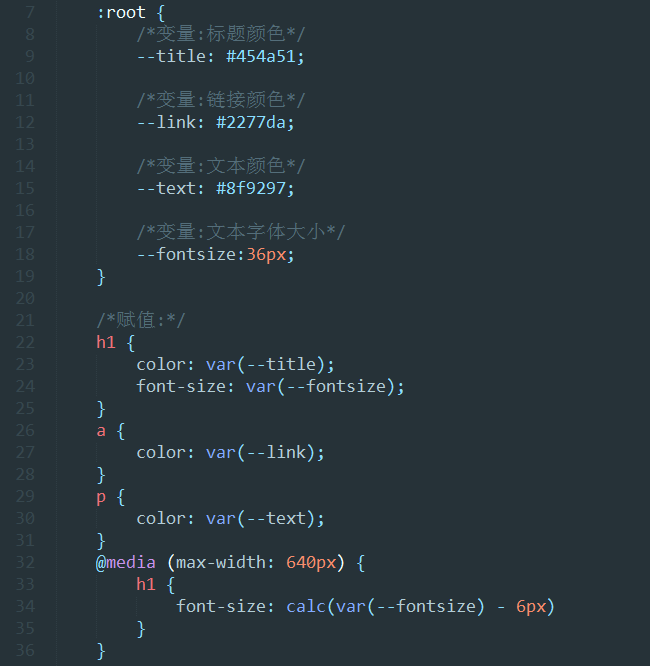 7 :root {
8 /*变量:标题颜色*/
9 --title: #454a51;
10
11 /*变量:链接颜色*/
12 --link: #2277da;
13
14 /*变量:文本颜色*/
15 --text: #8f9297;
16
17 /*变量:文本字体大小*/
18 --fontsize:36px;
19 }
20
21 /*赋值:*/
22 h1 {
23 color: var(--title);
24 font-size: var(--fontsize);
25 }
26 a {
27 color: var(--link);
28 }
29 p {
30 color: var(--text);
31 }
32 @media (max-width: 640px) {
33 h1 {
34 font-size: calc(var(--fontsize) - 6px)
35 }
36 }